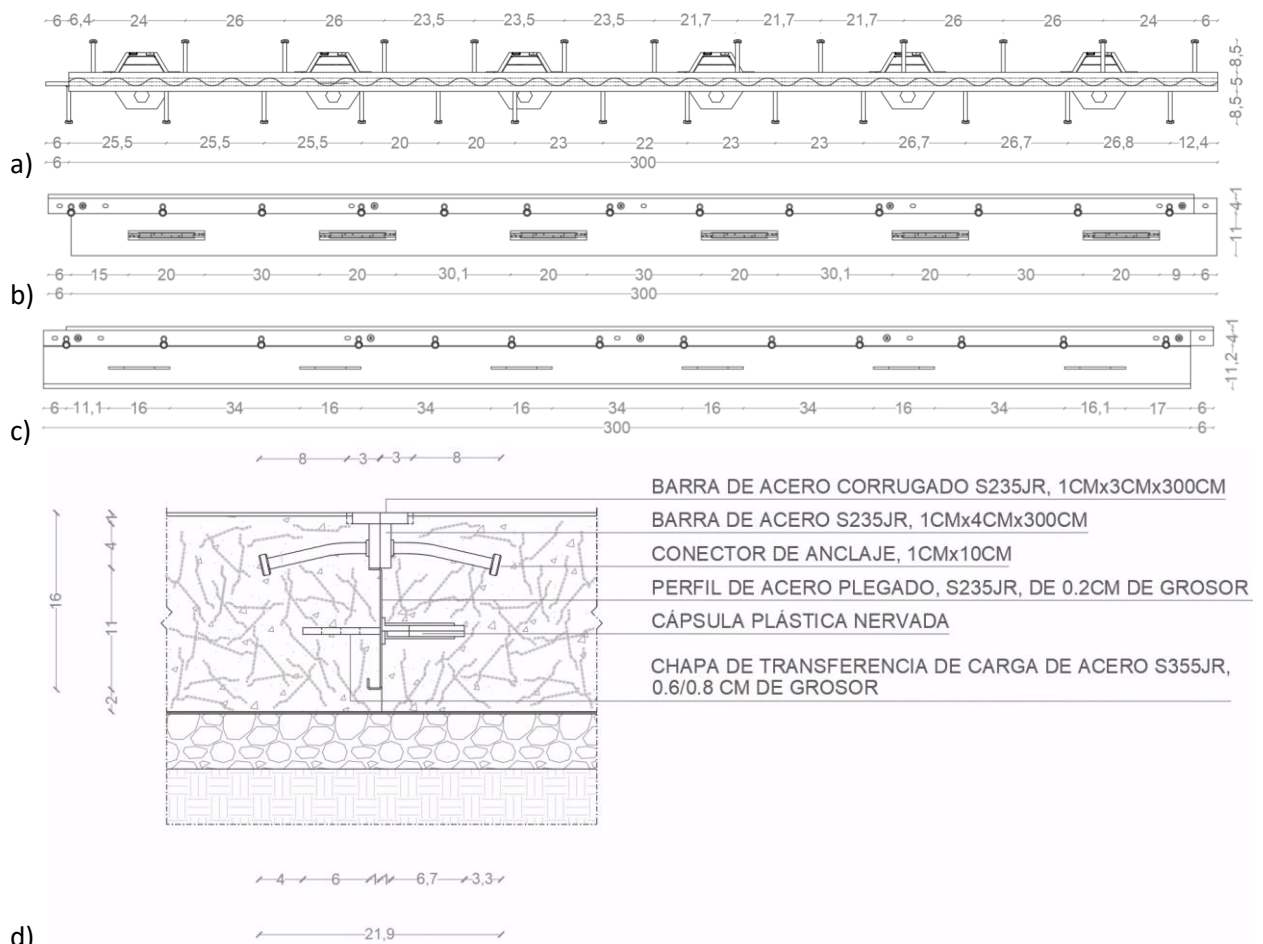 6 6,4 24 26 26 23,5 23,5 23,5 21,7 21,7 21,7 26 26 24 6
8,5 5 8,5
6 25,5 25,5 25,5 20 20 23 22 23 23 26,7 26,7 26,8 12,4
6 300
a)
11 4 1
6 15 20 30 20 30,1 20 30 20 30,1 20 30 20 9 6
6 300
b)
11,2 4 1
6 11,1 16 34 16 34 16 34 16 34 16 34 16,1 17 6
300 6
c)
8 3 3 8
BARRA DE ACERO CORRUGADO S235JR, 1CMx3CMx300CM
BARRA DE ACERO S235JR, 1CMx4CMx300CM
4
CONECTOR DE ANCLAJE, 1CMx10CM
PERFIL DE ACERO PLEGADO, S235JR, DE 0.2CM DE GROSOR
16
11
CÁPSULA PLÁSTICA NERVADA
CHAPA DE TRANSFERENCIA DE CARGA DE ACERO S355JR,
0.6/0.8 CM DE GROSOR
2
4 6 6,7 3,3
21,9
d)